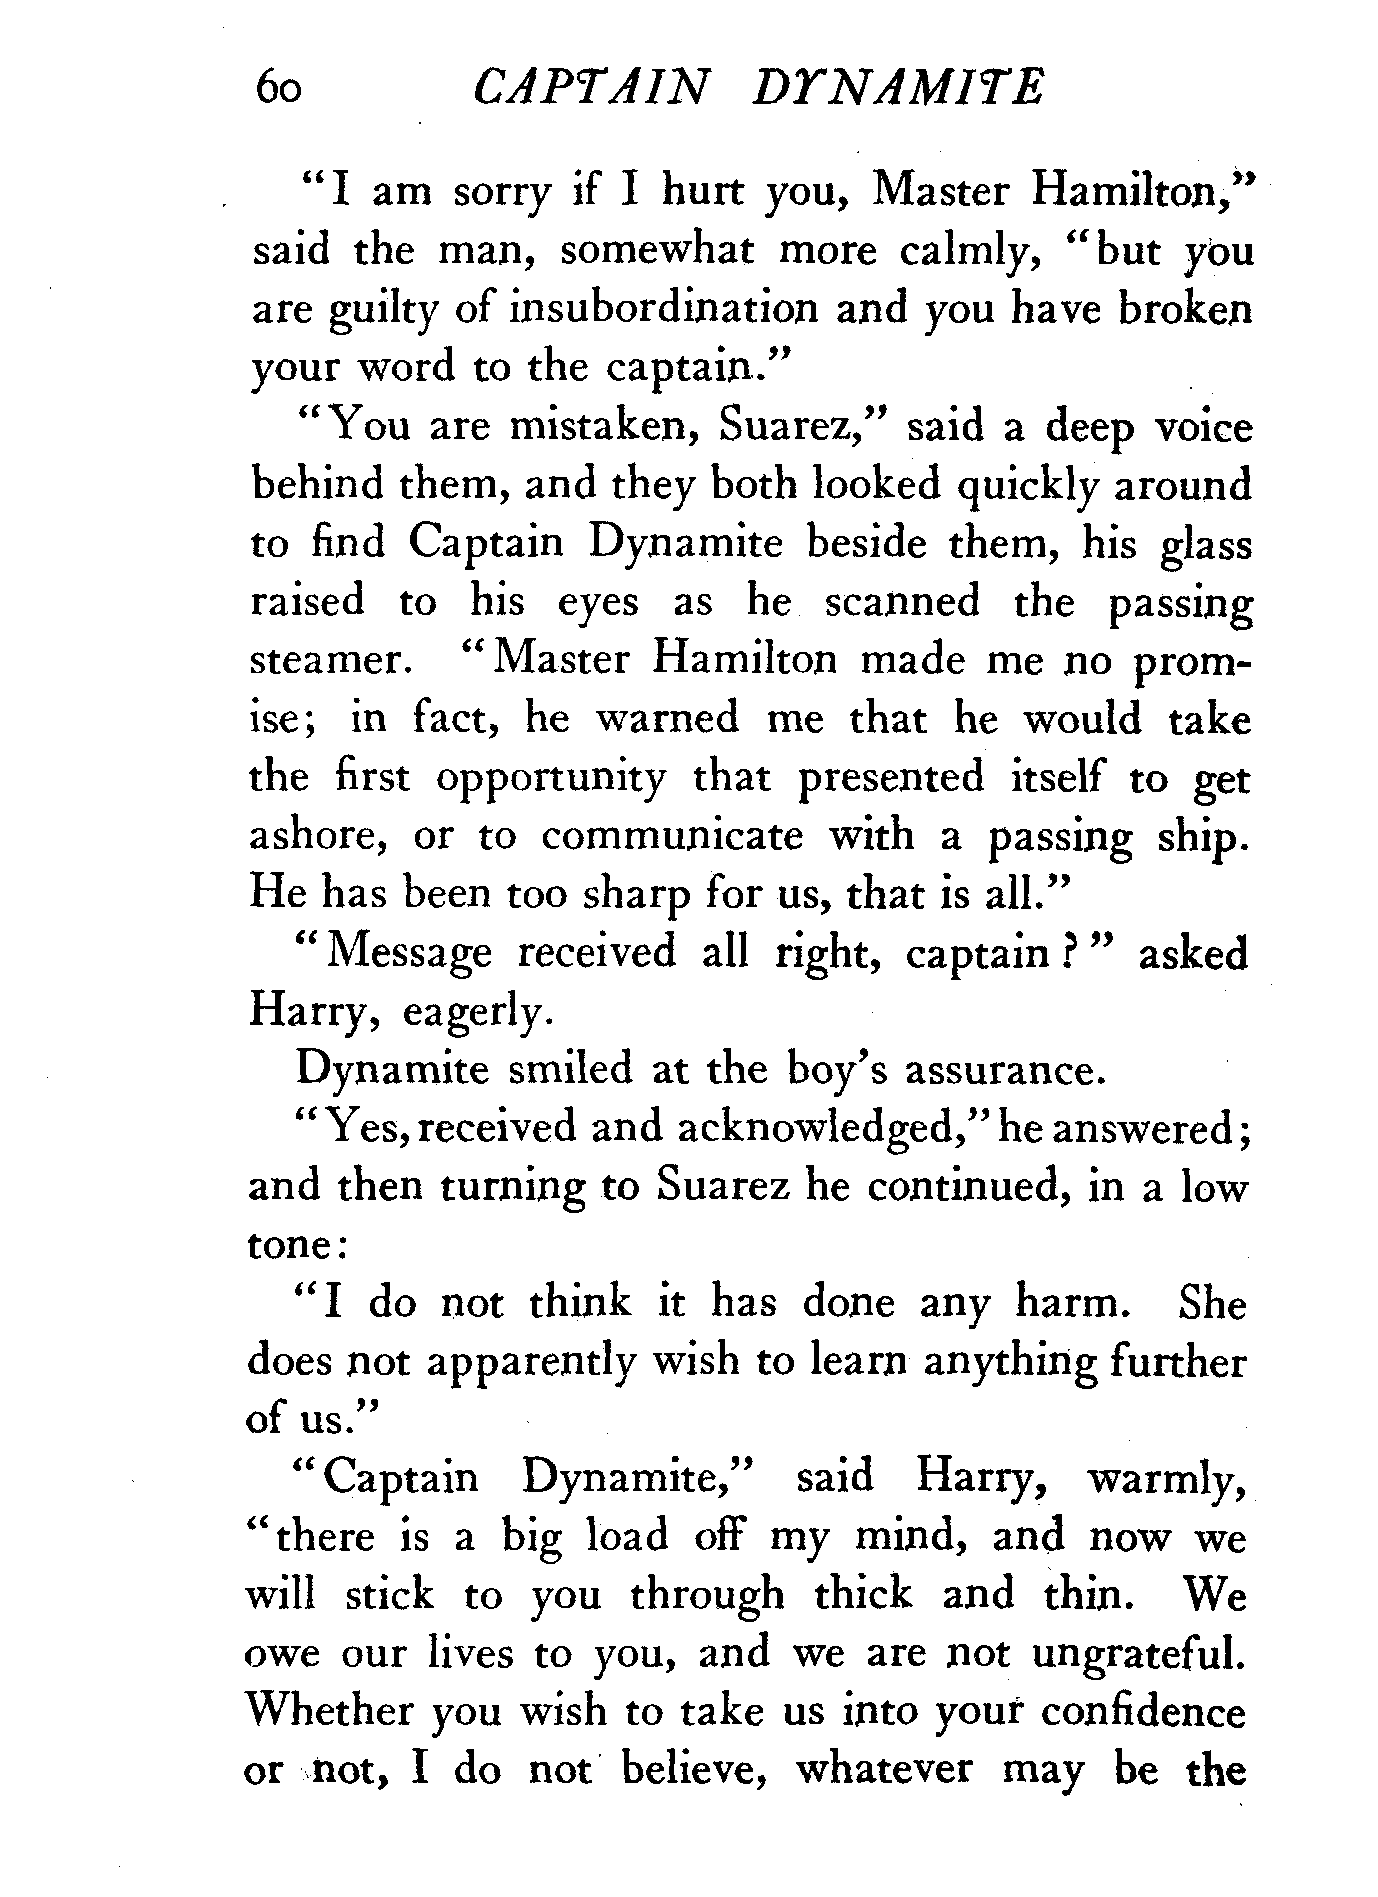 60 CAPTAIN DYNAMITE
“I am sorry if I hurt you, Master Hamilton,”
said the man, somewhat more calmly, “but you
are guilty of insubordination and you have broken
your word to the captain.”
“You are mistaken, Suarez,” said a deep voice
behind them, and they both looked quickly around
to find Captain Dynamite beside them, his glass
raised to his eyes as he scanned the passing
steamer. “Master Hamilton made me no prom-
ise; in fact, he warned me that he would take
the first opportunity that presented itself to get
ashore, or to communicate with a passing ship.
He has been too sharp for us, that is all.”
“Message received all right, captain?” asked
Harry, eagerly.
Dynamite smiled at the boy’s assurance.
“Yes, received and acknowledged,” he answered;
and then turning to Suarez he continued, in a low
tone:
“I do not think it has done any harm. She
does not apparently wish to learn anything further
of us.”
“Captain Dynamite,” said Harry, warmly,
“there is a big load off my mind, and now we
will stick to you through thick and thin. We
owe our lives to you, and we are not ungrateful.
Whether you wish to take us into your confidence
or not, I do not believe, whatever may be the